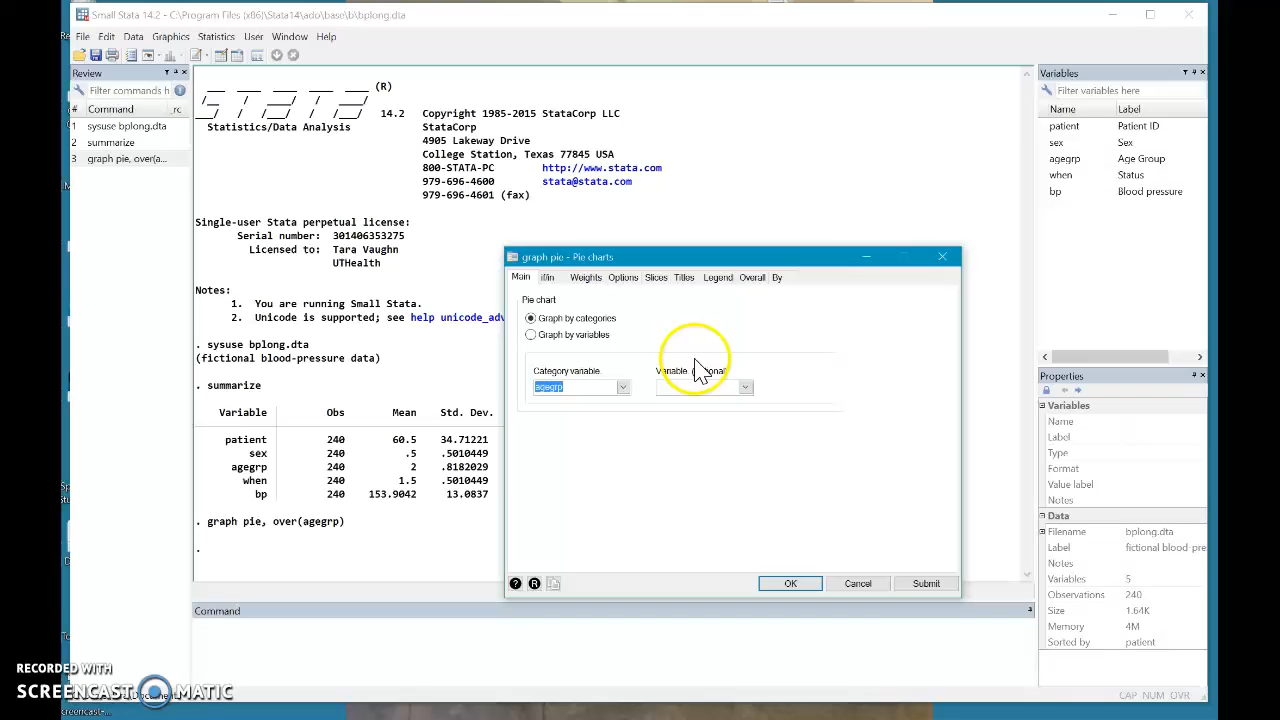 Small Stata 14.2 - C:\Program Files (x86)\Stata14\ado\base\b\bplong.dta
File Edit Data Graphics Statistics User Window Help
Review
Filter commands h
# Command _rc
1 sysuse bplong.dta
2 summarize
3 graph pie, over(a...
(R)
14.2 Copyright 1985-2015 StataCorp LLC
Statistics/Data Analysis StataCorp
4905 Lakeway Drive
College Station, Texas 77845 USA
800-STATA-PC http://www.stata.com
979-696-4600 stata@stata.com
979-696-4601 (fax)
Single-user Stata perpetual license:
Serial number: 301406353275
Licensed to: Tara Vaughn
UTHealth
Notes:
1. You are running Small Stata.
2. Unicode is supported; see help unicode_adv
. sysuse bplong.dta
(fictional blood-pressure data)
. summarize
Variable Obs Mean Std. Dev.
patient 240 60.5 34.71221
sex 240 .5 .5010449
agegrp 240 2 .8182029
when 240 1.5 .5010449
bp 240 153.9042 13.0837
. graph pie, over(agegrp)
.
Command
graph pie - Pie charts
Main if/in Weights Options Slices Titles Legend Overall By
Pie chart
Graph by categories
Graph by variables
Category variable:
Variable:
agegrp
OK Cancel Submit
Variables
Filter variables here
Name Label
patient Patient ID
sex Sex
agegrp Age Group
when Status
bp Blood pressure
Properties
Variables
Name
Label
Type
Format
Value label
Notes
Data
Filename bplong.dta
Label fictional blood-pre
Notes
Variables 5
Observations 240
Size 1.64K
Memory 4M
Sorted by patient
CAP NUM OVR
RECORDED WITH
SCREENCAST MATIC
creencast-...